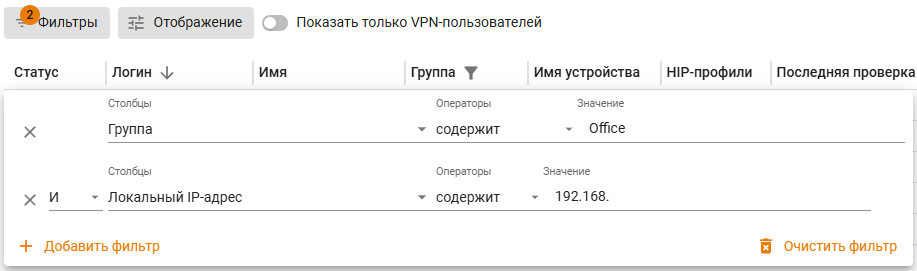 2
Фильтры Отображение Показать только VPN-пользователей
Статус Логин Имя Группа Имя устройства HIP-профили Последняя проверка
Столбцы Операторы Значение
Группа содержит Office
Столбцы Операторы Значение
И Локальный IP-адрес содержит 192.168.
Добавить фильтр Очистить фильтр